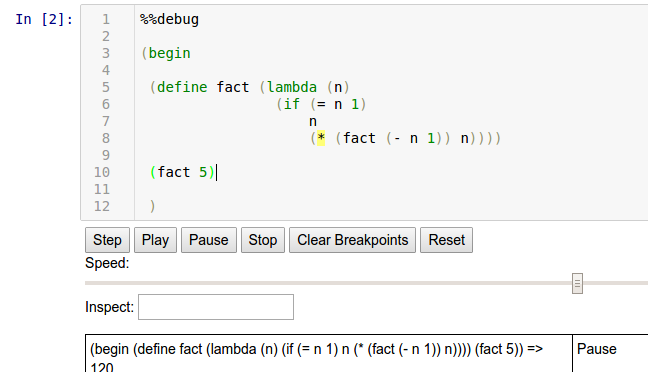 In [2]:
1 %%debug
2
3 (begin
4
5 (define fact (lambda (n)
6 (if (= n 1)
7 n
8 (* (fact (- n 1)) n))))
9
10 (fact 5)
11
12 )
Step Play Pause Stop Clear Breakpoints Reset
Speed:
Inspect:
(begin (define fact (lambda (n) (if (= n 1) n (* (fact (- n 1)) n)))) (fact 5)) => Pause
120